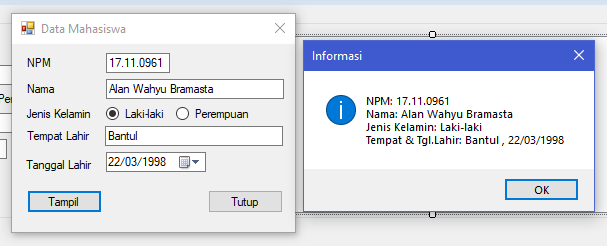 Data Mahasiswa
NPM 17.11.0961
Nama Alan Wahyu Bramasta
Jenis Kelamin Laki-laki Perempuan
Tempat Lahir Bantul
Tanggal Lahir 22/03/1998
Tampil Tutup
Informasi
NPM: 17.11.0961
Nama: Alan Wahyu Bramasta
Jenis Kelamin: Laki-laki
Tempat & Tgl.Lahir: Bantul , 22/03/1998
OK
Pe